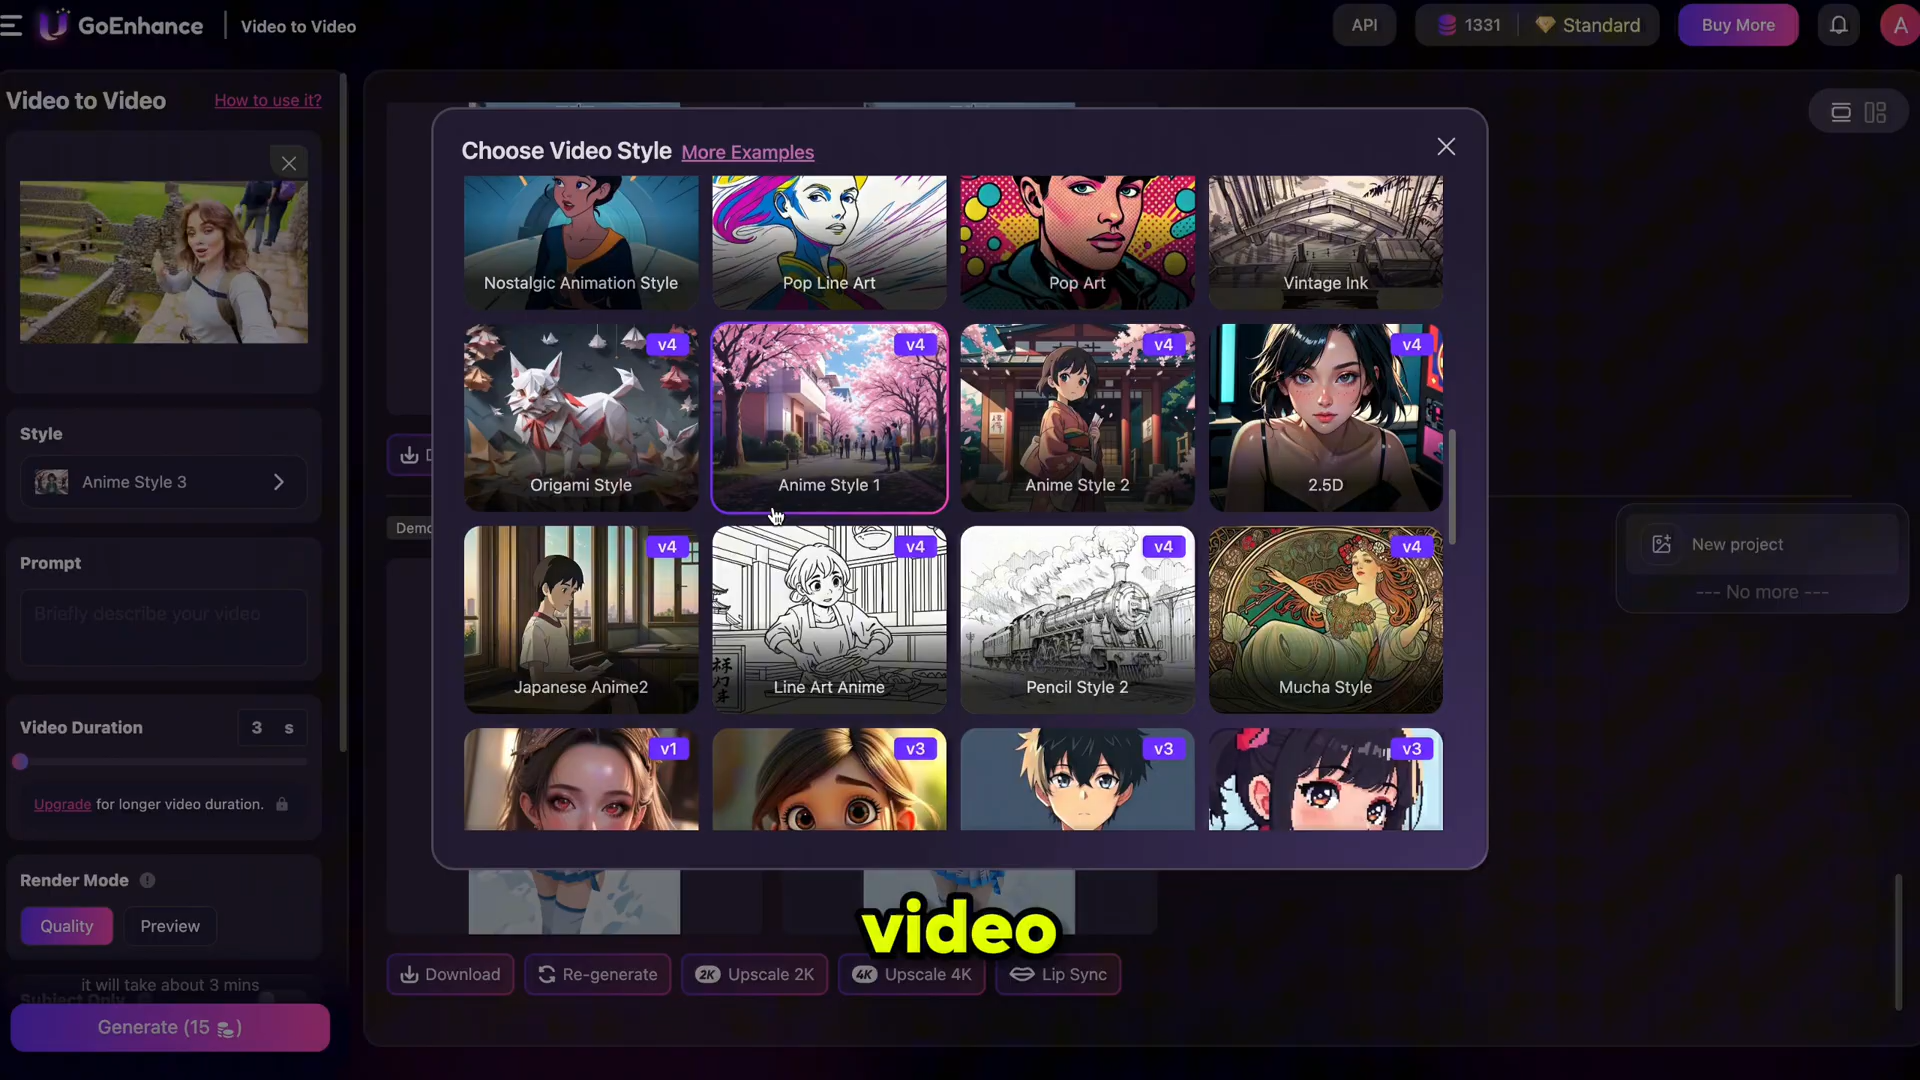 GoEnhance
Video to Video
API
1331
Standard
Buy More
A
Video to Video
How to use it?
Choose Video Style
More Examples
Nostalgic Animation Style
Pop Line Art
Pop Art
Vintage Ink
v4
Origami Style
v4
Anime Style 1
v4
Anime Style 2
v4
2.5D
Style
Anime Style 3
Demo
Prompt
Briefly describe your video
v4
Japanese Anime2
v4
Line Art Anime
v4
Pencil Style 2
v4
Mucha Style
New project
--- No more ---
Video Duration
3 s
Upgrade for longer video duration.
v1
v3
v3
v3
Render Mode
Quality
Preview
it will take about 3 mins
Subject Only
Generate (15 )
video
Download
Re-generate
2K Upscale 2K
4K Upscale 4K
Lip Sync